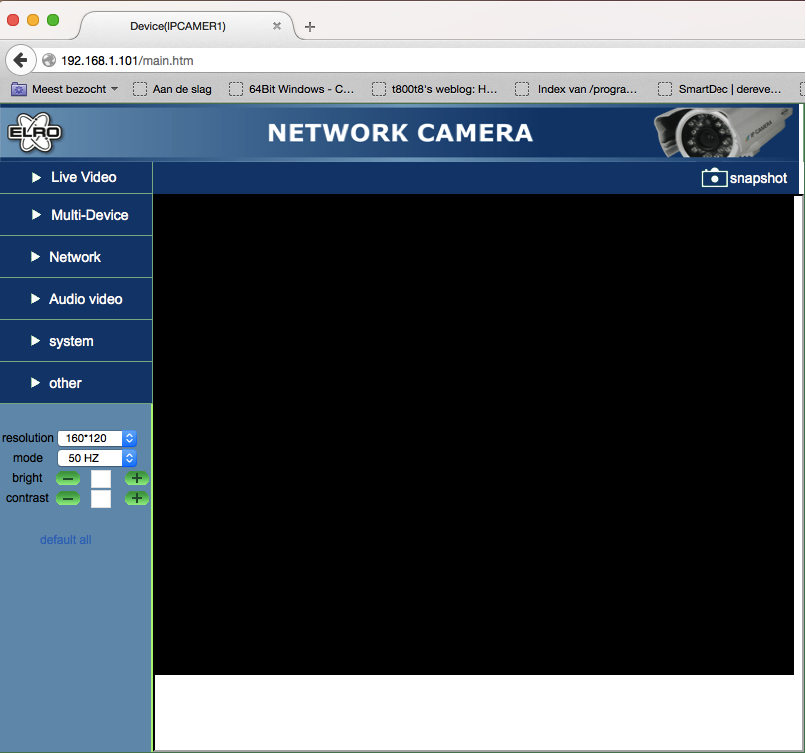 Device(IPCAMER1)
192.168.1.101/main.htm
Meest bezocht Aan de slag 64Bit Windows - C... t800t8's weblog: H... Index van /progra... SmartDec | dereve...
ELRO NETWORK CAMERA IP CAMERA
Live Video snapshot
Multi-Device
Network
Audio video
system
other
resolution 160*120
mode 50 HZ
bright
contrast
default all